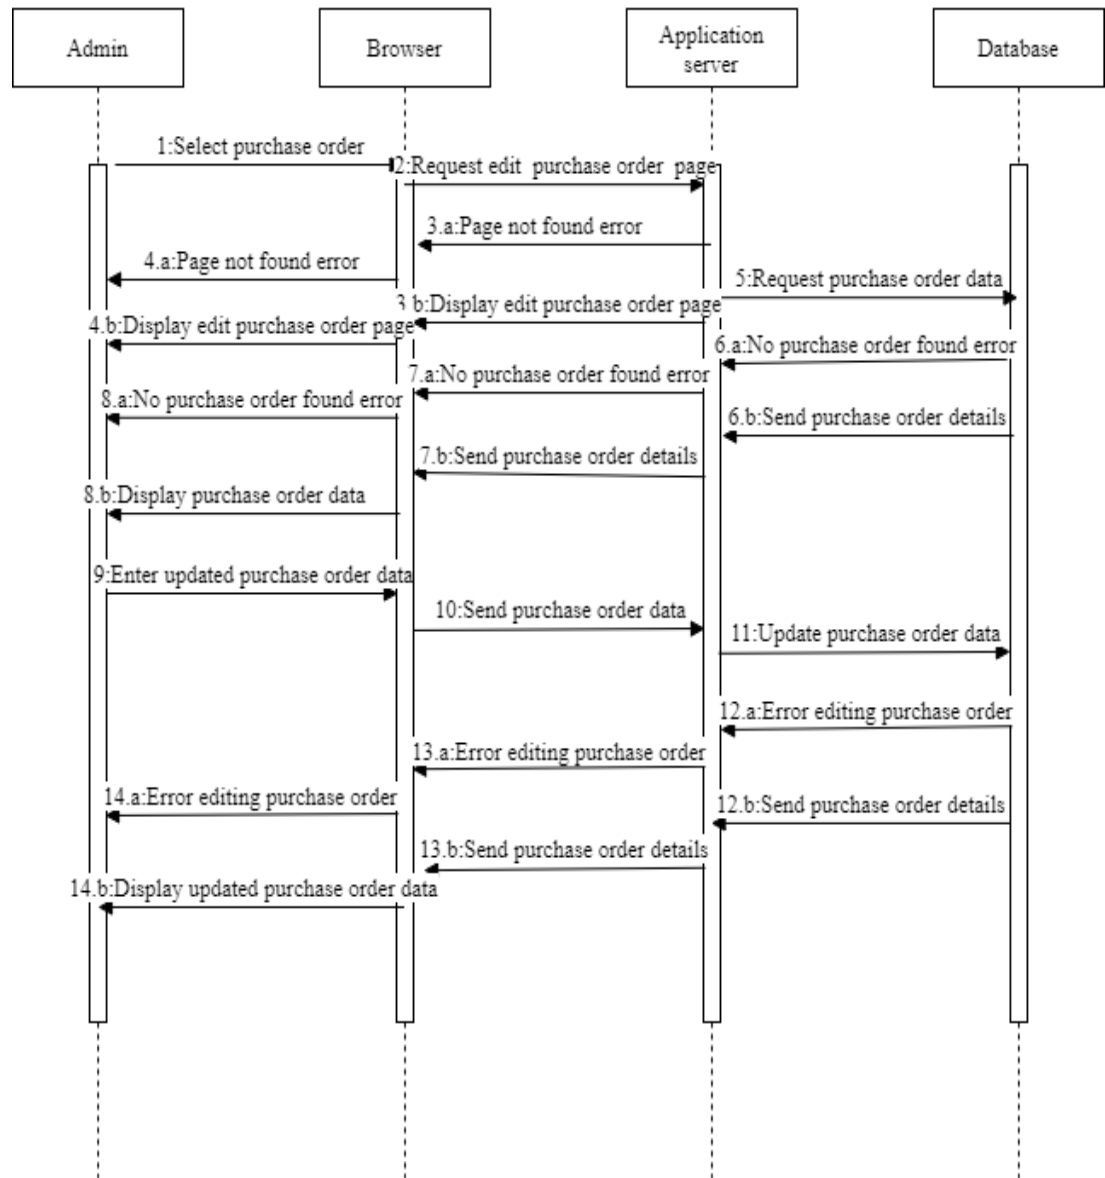 Admin
Browser
Application
server
Database
1:Select purchase order
2:Request edit purchase order page
3.a:Page not found error
4.a:Page not found error
5:Request purchase order data
3.b:Display edit purchase order page
4.b:Display edit purchase order page
6.a:No purchase order found error
7.a:No purchase order found error
8.a:No purchase order found error
6.b:Send purchase order details
7.b:Send purchase order details
8.b:Display purchase order data
9:Enter updated purchase order data
10:Send purchase order data
11:Update purchase order data
12.a:Error editing purchase order
13.a:Error editing purchase order
14.a:Error editing purchase order
12.b:Send purchase order details
13.b:Send purchase order details
14.b:Display updated purchase order data